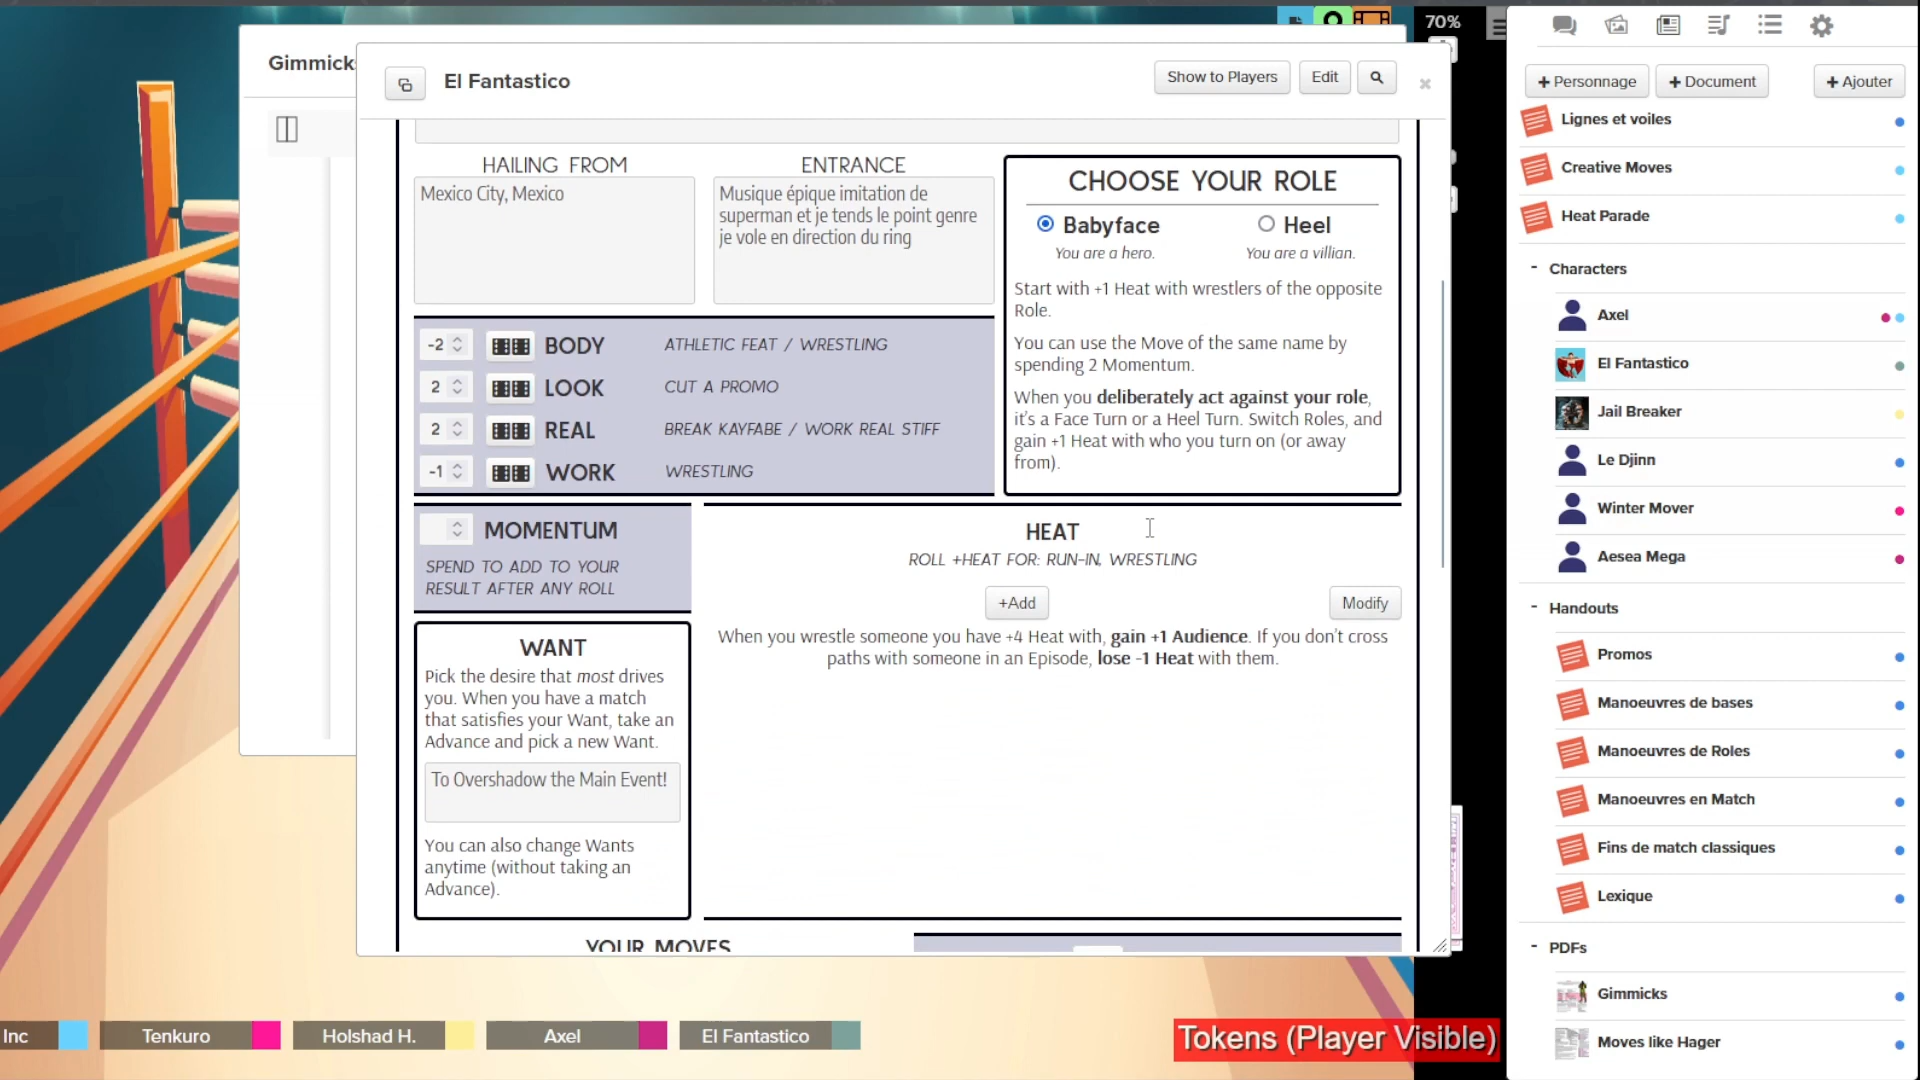 70%
+ Personnage
+ Document
+ Ajouter
Gimmicks
El Fantastico
Show to Players
Edit
HAILING FROM
Mexico City, Mexico
ENTRANCE
Musique épique imitation de
superman et je tends le point genre
je vole en direction du ring
CHOOSE YOUR ROLE
Babyface
Heel
You are a hero.
You are a villian.
Start with +1 Heat with wrestlers of the opposite
Role.
You can use the Move of the same name by
spending 2 Momentum.
When you deliberately act against your role,
it's a Face Turn or a Heel Turn. Switch Roles, and
gain +1 Heat with who you turn on (or away
from).
-2 BODY ATHLETIC FEAT / WRESTLING
2 LOOK CUT A PROMO
2 REAL BREAK KAYFABE / WORK REAL STIFF
-1 WORK WRESTLING
MOMENTUM
SPEND TO ADD TO YOUR
RESULT AFTER ANY ROLL
HEAT
ROLL +HEAT FOR: RUN-IN, WRESTLING
+Add
Modify
When you wrestle someone you have +4 Heat with, gain +1 Audience. If you don't cross
paths with someone in an Episode, lose -1 Heat with them.
WANT
Pick the desire that most drives
you. When you have a match
that satisfies your Want, take an
Advance and pick a new Want.
To Overshadow the Main Event!
You can also change Wants
anytime (without taking an
Advance).
YOUR MOVES
Lignes et voiles
Creative Moves
Heat Parade
- Characters
Axel
El Fantastico
Jail Breaker
Le Djinn
Winter Mover
Aesea Mega
- Handouts
Promos
Manoeuvres de bases
Manoeuvres de Roles
Manoeuvres en Match
Fins de match classiques
Lexique
- PDFs
Gimmicks
Moves like Hager
Inc
Tenkuro
Holshad H.
Axel
El Fantastico
Tokens (Player Visible)